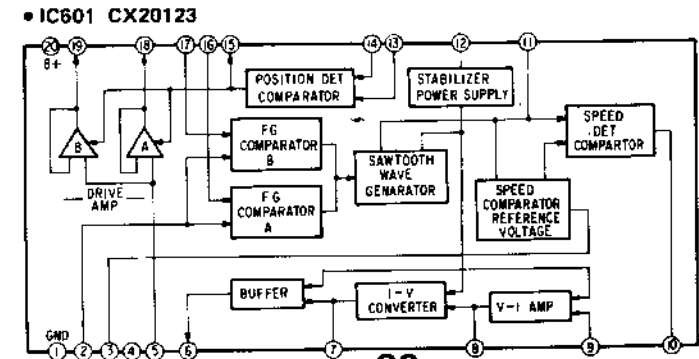 • IC601 CX20123
20 19 18 17 16 15 14 13 12 11
B+
POSITION DET
COMPARATOR
STABILIZER
POWER SUPPLY
SPEED
DET
COMPARTOR
B
A
DRIVE
AMP
FG
COMPARATOR
B
FG
COMPARATOR
A
SAWTOOTH
WAVE
GENARATOR
SPEED
COMPARATOR
REFERENCE
VOLTAGE
BUFFER
I-V
CONVERTER
V-I AMP
GND
1 2 3 4 5 6 7 8 9 10